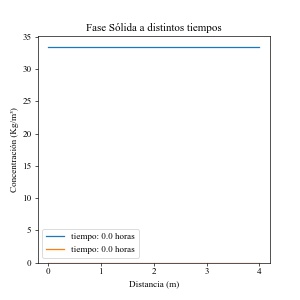 Fase Sólida a distintos tiempos
Concentración (Kg/m³)
35
30
25
20
15
10
5
0
tiempo: 0.0 horas
tiempo: 0.0 horas
0 1 2 3 4
Distancia (m)